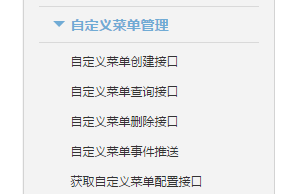 自定义菜单管理
自定义菜单创建接口
自定义菜单查询接口
自定义菜单删除接口
自定义菜单事件推送
获取自定义菜单配置接口